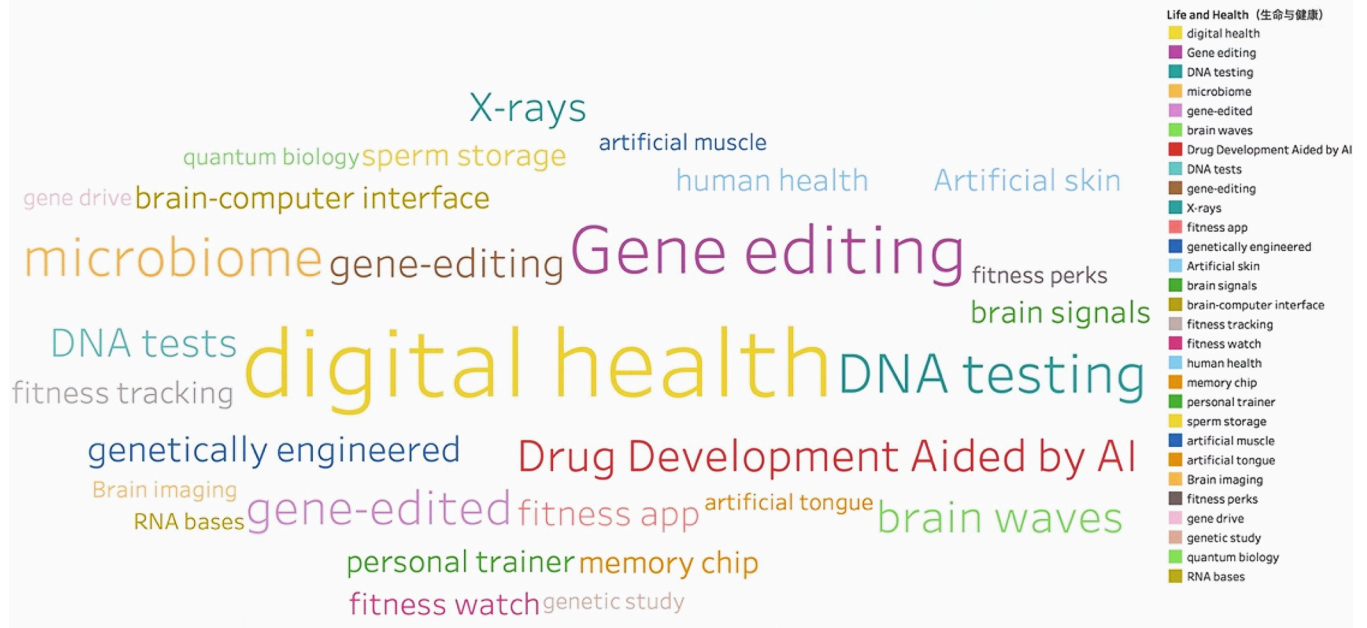 X-rays
artificial muscle
quantum biology sperm storage
human health Artificial skin
gene drive brain-computer interface
microbiome gene-editing Gene editing
fitness perks
brain signals
DNA tests digital health DNA testing
fitness tracking
genetically engineered Drug Development Aided by AI
Brain imaging
RNA bases gene-edited fitness app artificial tongue brain waves
personal trainer memory chip
fitness watch genetic study
Life and Health（生命与健康）
digital health
Gene editing
DNA testing
microbiome
gene-edited
brain waves
Drug Development Aided by AI
DNA tests
gene-editing
X-rays
fitness app
genetically engineered
Artificial skin
brain signals
brain-computer interface
fitness tracking
fitness watch
human health
memory chip
personal trainer
sperm storage
artificial muscle
artificial tongue
Brain imaging
fitness perks
gene drive
genetic study
quantum biology
RNA bases